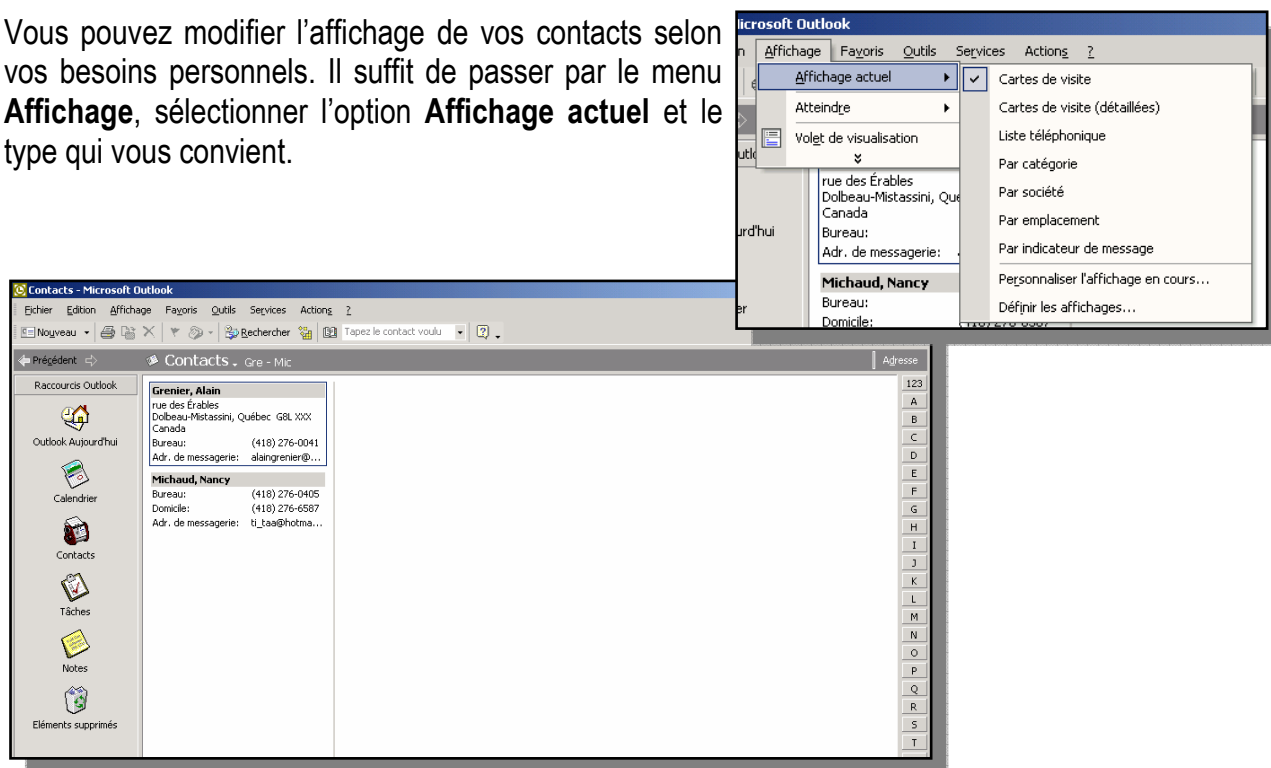 Vous pouvez modifier l'affichage de vos contacts selon
vos besoins personnels. Il suffit de passer par le menu
Affichage, sélectionner l'option Affichage actuel et le
type qui vous convient.
icrosoft Outlook
n Affichage Favoris Outils Services Actions ?
Affichage actuel
Atteindre
Volet de visualisation
Cartes de visite
Cartes de visite (détaillées)
Liste téléphonique
Par catégorie
Par société
Par emplacement
Par indicateur de message
Personnaliser l'affichage en cours...
Définir les affichages...
rue des Érables
Dolbeau-Mistassini, Que
Canada
urd'hui
Bureau:
Adr. de messagerie:
Michaud, Nancy
er
Bureau:
Domicile:
Contacts - Microsoft Outlook
Fichier Edition Affichage Favoris Outils Services Actions ?
Nouveau Rechercher Tapez le contact voulu
Précédent Contacts Gre - Mic Adresse
Raccourcis Outlook
Outlook Aujourd'hui
Calendrier
Contacts
Tâches
Notes
Eléments supprimés
Grenier, Alain
rue des Érables
Dolbeau-Mistassini, Québec G8L XXX
Canada
Bureau: (418) 276-0041
Adr. de messagerie: alaingrenier@...
Michaud, Nancy
Bureau: (418) 276-0405
Domicile: (418) 276-6587
Adr. de messagerie: ti_taa@hotma...
123
A
B
C
D
E
F
G
H
I
J
K
L
M
N
O
P
Q
R
S
T